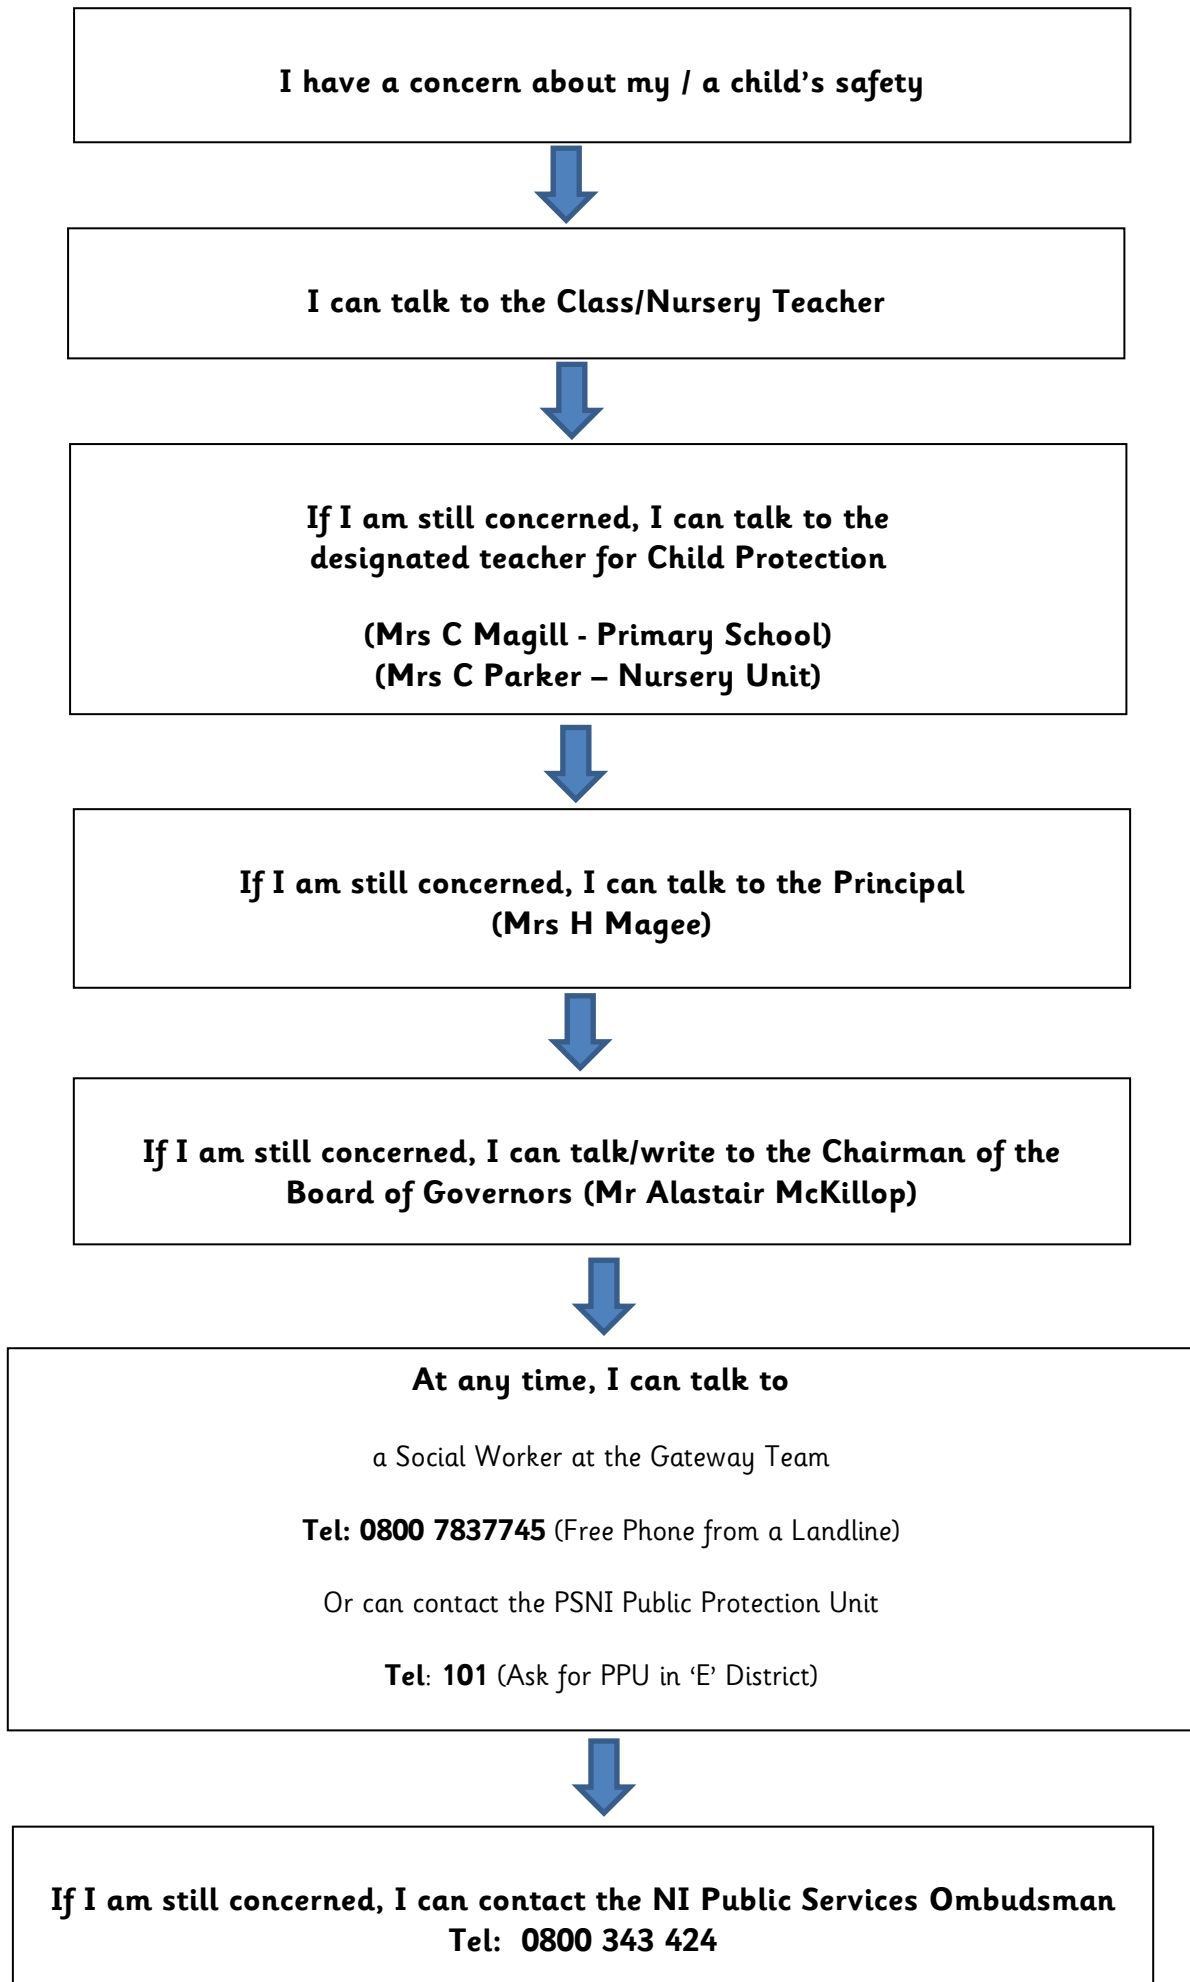 I have a concern about my / a child’s safety
I can talk to the Class/Nursery Teacher
If I am still concerned, I can talk to the
designated teacher for Child Protection
(Mrs C Magill - Primary School)
(Mrs C Parker – Nursery Unit)
If I am still concerned, I can talk to the Principal
(Mrs H Magee)
If I am still concerned, I can talk/write to the Chairman of the
Board of Governors (Mr Alastair McKillop)
At any time, I can talk to
a Social Worker at the Gateway Team
Tel: 0800 7837745 (Free Phone from a Landline)
Or can contact the PSNI Public Protection Unit
Tel: 101 (Ask for PPU in ‘E’ District)
If I am still concerned, I can contact the NI Public Services Ombudsman
Tel:  0800 343 424